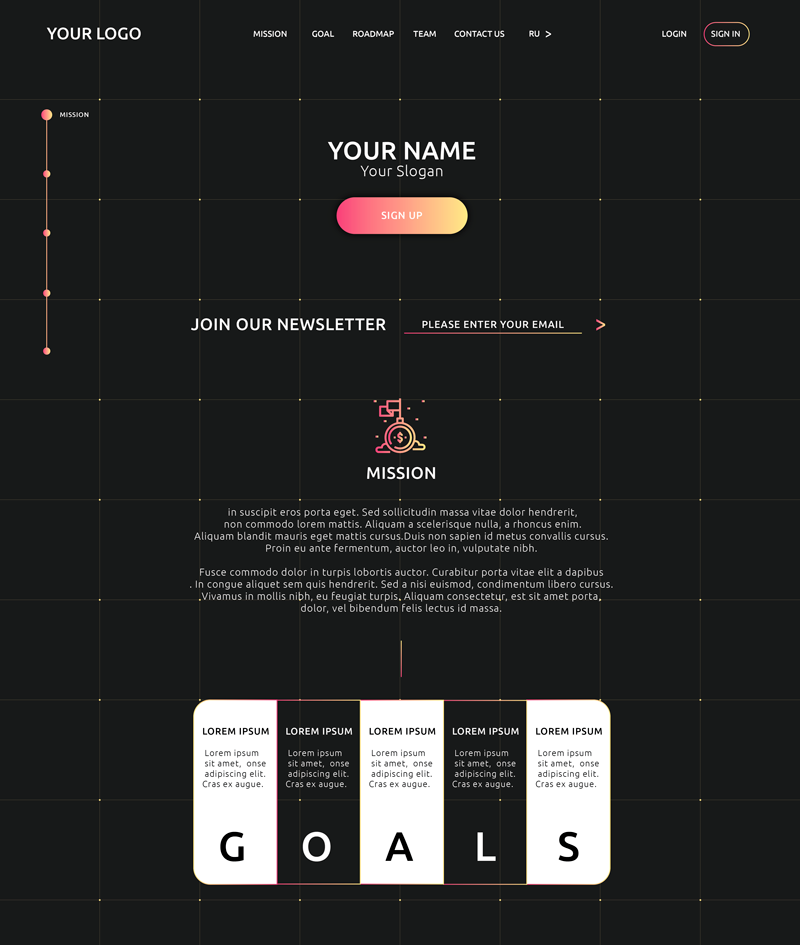 YOUR LOGO
MISSION GOAL ROADMAP TEAM CONTACT US RU >
LOGIN SIGN IN
MISSION
YOUR NAME
Your Slogan
SIGN UP
JOIN OUR NEWSLETTER PLEASE ENTER YOUR EMAIL >
$
MISSION
in suscipit eros porta eget. Sed sollicitudin massa vitae dolor hendrerit,
non commodo lorem mattis. Aliquam a scelerisque nulla, a rhoncus enim.
Aliquam blandit mauris eget mattis cursus.Duis non sapien id metus convallis cursus.
Proin eu ante fermentum, auctor leo in, vulputate nibh.
Fusce commodo dolor in turpis lobortis auctor. Curabitur porta vitae elit a dapibus
. In congue aliquet sem quis hendrerit. Sed a nisi euismod, condimentum libero cursus.
Vivamus in mollis nibh, eu feugiat turpis. Aliquam consectetur, est sit amet porta,
dolor, vel bibendum felis lectus id massa.
LOREM IPSUM
Lorem ipsum
sit amet, onse
adipiscing elit.
Cras ex augue.
G
LOREM IPSUM
Lorem ipsum
sit amet, onse
adipiscing elit.
Cras ex augue.
O
LOREM IPSUM
Lorem ipsum
sit amet, onse
adipiscing elit.
Cras ex augue.
A
LOREM IPSUM
Lorem ipsum
sit amet, onse
adipiscing elit.
Cras ex augue.
L
LOREM IPSUM
Lorem ipsum
sit amet, onse
adipiscing elit.
Cras ex augue.
S